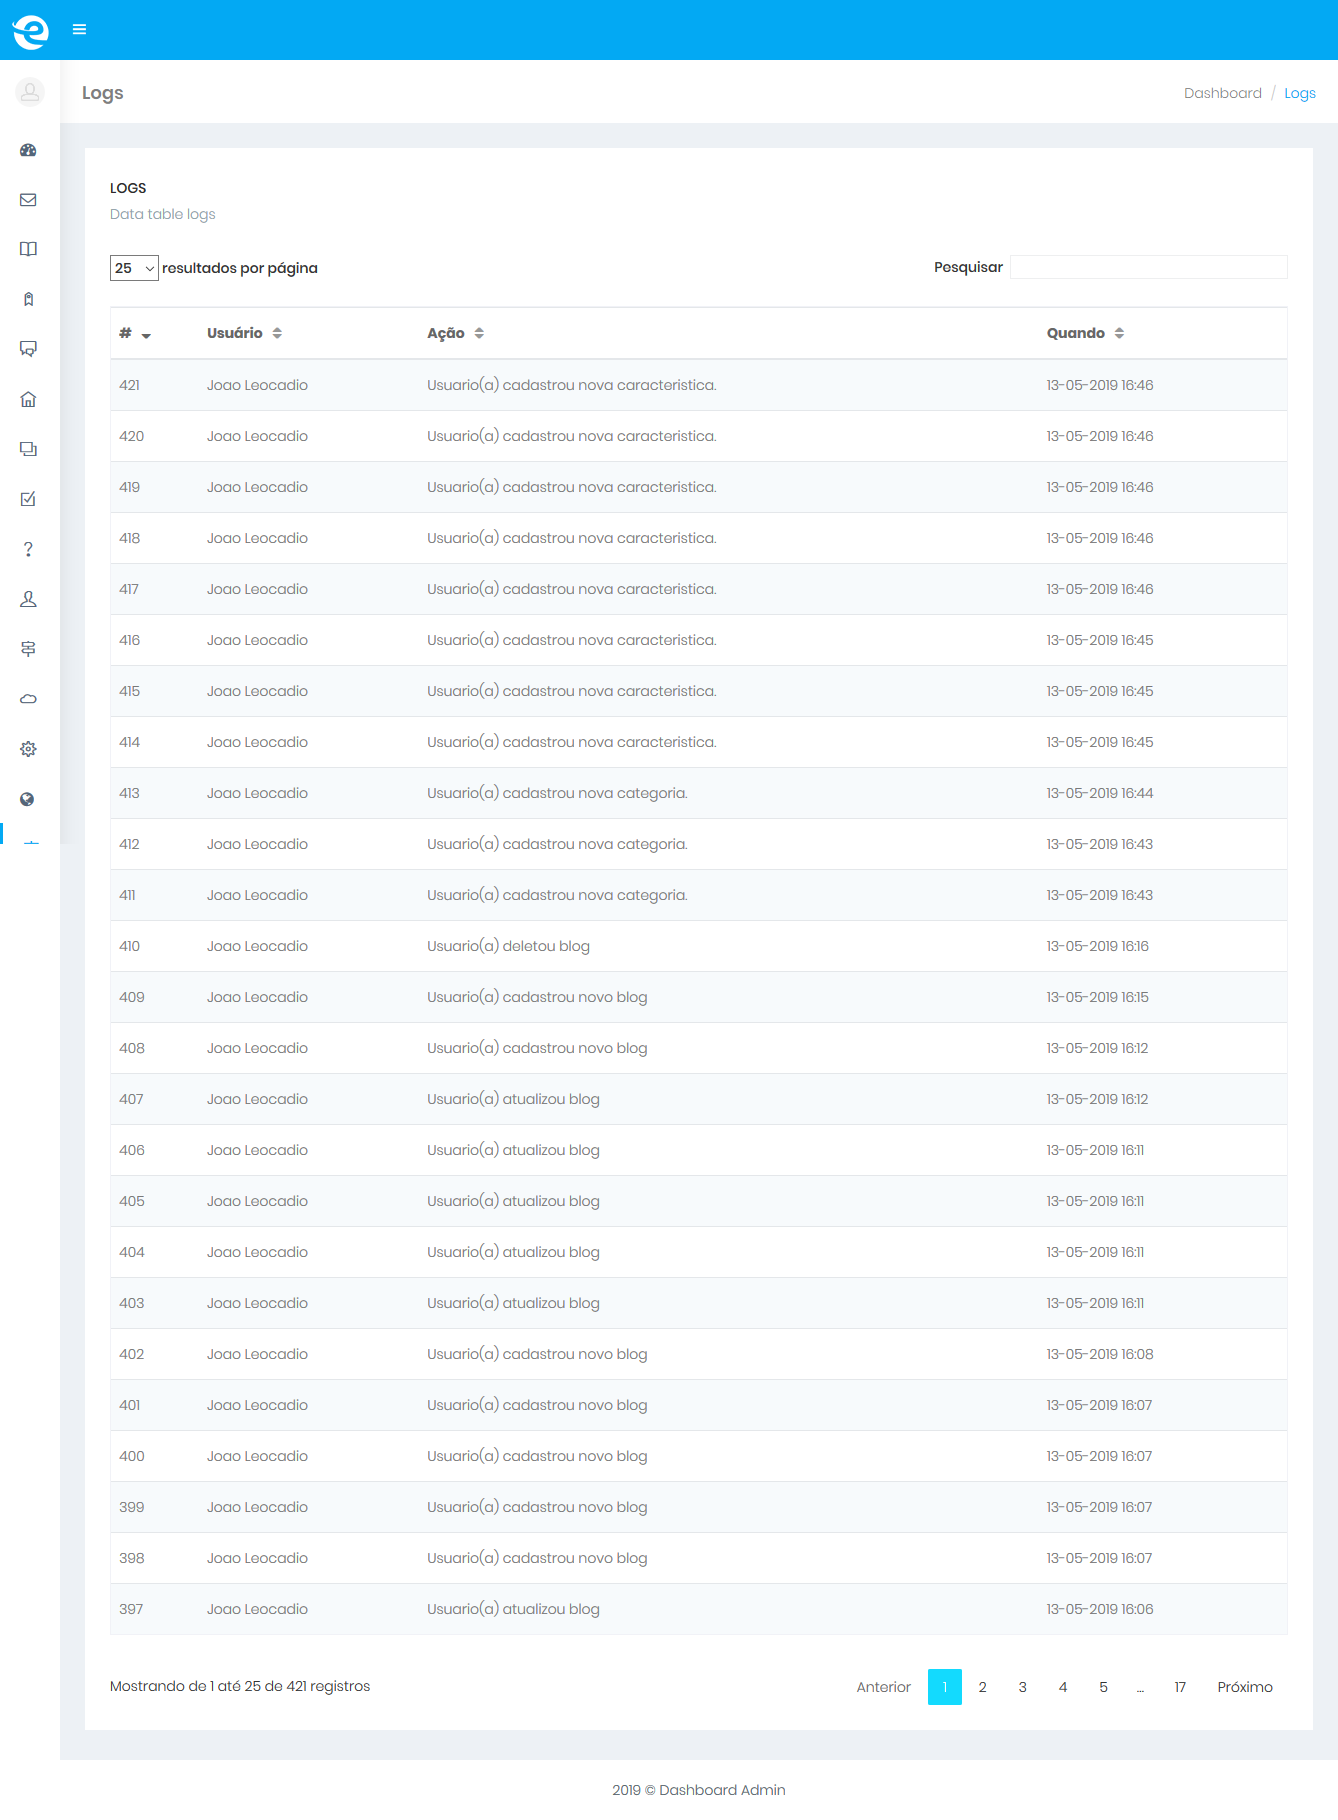 Logs
Dashboard / Logs
LOGS
Data table logs
25 resultados por página
Pesquisar
# Usuário Ação Quando
421 Joao Leocadio Usuario(a) cadastrou nova caracteristica. 13-05-2019 16:46
420 Joao Leocadio Usuario(a) cadastrou nova caracteristica. 13-05-2019 16:46
419 Joao Leocadio Usuario(a) cadastrou nova caracteristica. 13-05-2019 16:46
418 Joao Leocadio Usuario(a) cadastrou nova caracteristica. 13-05-2019 16:46
417 Joao Leocadio Usuario(a) cadastrou nova caracteristica. 13-05-2019 16:46
416 Joao Leocadio Usuario(a) cadastrou nova caracteristica. 13-05-2019 16:45
415 Joao Leocadio Usuario(a) cadastrou nova caracteristica. 13-05-2019 16:45
414 Joao Leocadio Usuario(a) cadastrou nova caracteristica. 13-05-2019 16:45
413 Joao Leocadio Usuario(a) cadastrou nova categoria. 13-05-2019 16:44
412 Joao Leocadio Usuario(a) cadastrou nova categoria. 13-05-2019 16:43
411 Joao Leocadio Usuario(a) cadastrou nova categoria. 13-05-2019 16:43
410 Joao Leocadio Usuario(a) deletou blog 13-05-2019 16:16
409 Joao Leocadio Usuario(a) cadastrou novo blog 13-05-2019 16:15
408 Joao Leocadio Usuario(a) cadastrou novo blog 13-05-2019 16:12
407 Joao Leocadio Usuario(a) atualizou blog 13-05-2019 16:12
406 Joao Leocadio Usuario(a) atualizou blog 13-05-2019 16:11
405 Joao Leocadio Usuario(a) atualizou blog 13-05-2019 16:11
404 Joao Leocadio Usuario(a) atualizou blog 13-05-2019 16:11
403 Joao Leocadio Usuario(a) atualizou blog 13-05-2019 16:11
402 Joao Leocadio Usuario(a) cadastrou novo blog 13-05-2019 16:08
401 Joao Leocadio Usuario(a) cadastrou novo blog 13-05-2019 16:07
400 Joao Leocadio Usuario(a) cadastrou novo blog 13-05-2019 16:07
399 Joao Leocadio Usuario(a) cadastrou novo blog 13-05-2019 16:07
398 Joao Leocadio Usuario(a) cadastrou novo blog 13-05-2019 16:07
397 Joao Leocadio Usuario(a) atualizou blog 13-05-2019 16:06
Mostrando de 1 até 25 de 421 registros
Anterior 1 2 3 4 5 … 17 Próximo
2019 © Dashboard Admin